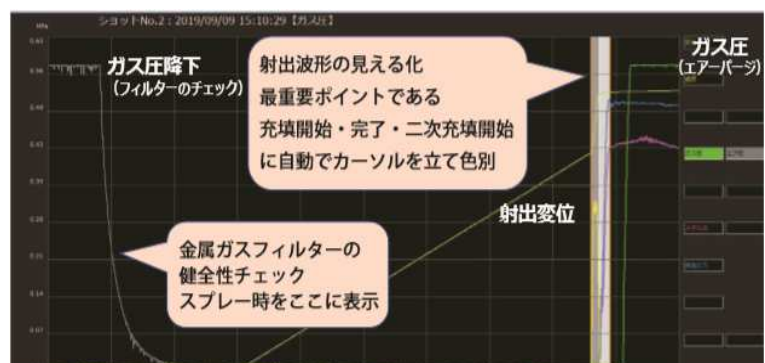 ショットNo.2 : 2019/09/09 15:10:29【ガス圧】
ガス圧降下
(フィルターのチェック)
射出波形の見える化
最重要ポイントである
充填開始・完了・二次充填開始
に自動でカーソルを立て色別
ガス圧
(エアーパージ)
射出変位
金属ガスフィルターの
健全性チェック
スプレー時をここに表示